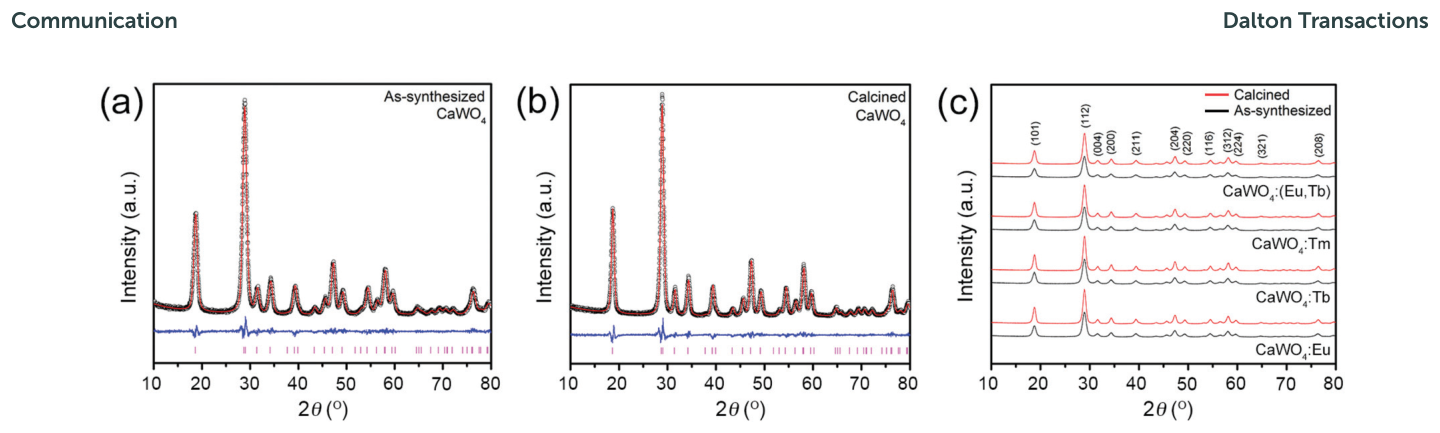 Communication
Dalton Transactions
(a)
As-synthesized
CaWO₄
Intensity (a.u.)
10 20 30 40 50 60 70 80
2θ (°)
(b)
Calcined
CaWO₄
Intensity (a.u.)
10 20 30 40 50 60 70 80
2θ (°)
(c)
Calcined
As-synthesized
(101)
(112)
(004)
(200)
(211)
(204)
(220)
(116)
(312)
(224)
(321)
(208)
CaWO₄:(Eu,Tb)
CaWO₄:Tm
CaWO₄:Tb
CaWO₄:Eu
Intensity (a.u.)
10 20 30 40 50 60 70 80
2θ (°)